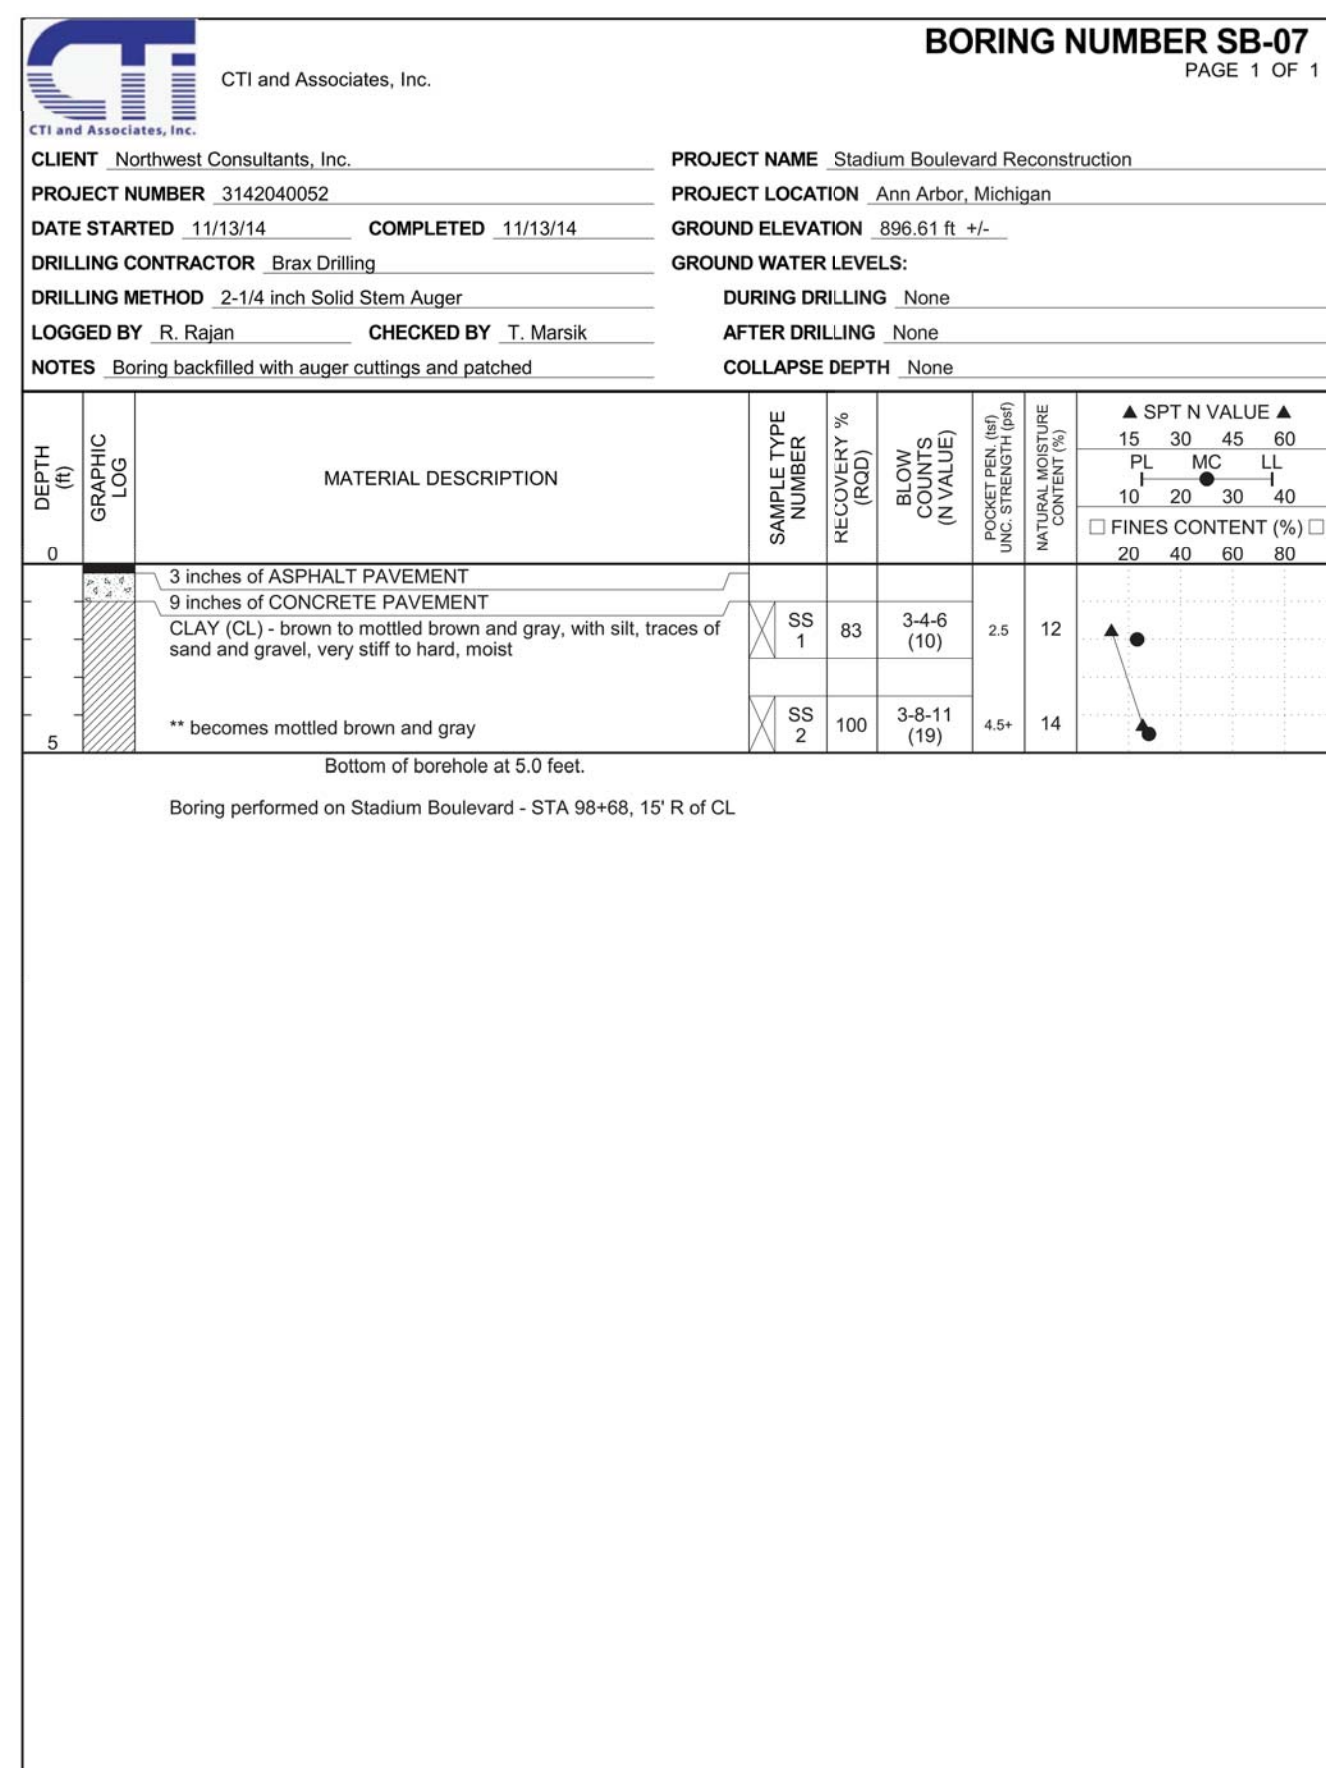 BORING NUMBER SB-07
PAGE 1 OF 1
CTI
CTI and Associates, Inc.
CTI and Associates, Inc.
CLIENT Northwest Consultants, Inc. PROJECT NAME Stadium Boulevard Reconstruction
PROJECT NUMBER 3142040052 PROJECT LOCATION Ann Arbor, Michigan
DATE STARTED 11/13/14 COMPLETED 11/13/14 GROUND ELEVATION 896.61 ft +/-
DRILLING CONTRACTOR Brax Drilling GROUND WATER LEVELS:
DRILLING METHOD 2-1/4 inch Solid Stem Auger DURING DRILLING None
LOGGED BY R. Rajan CHECKED BY T. Marsik AFTER DRILLING None
NOTES Boring backfilled with auger cuttings and patched COLLAPSE DEPTH None
DEPTH (ft)
GRAPHIC LOG
MATERIAL DESCRIPTION
SAMPLE TYPE NUMBER
RECOVERY % (RQD)
BLOW COUNTS (N VALUE)
POCKET PEN. (tsf) UNC. STRENGTH (psf)
NATURAL MOISTURE CONTENT (%)
▲ SPT N VALUE ▲
15 30 45 60
PL MC LL
10 20 30 40
□ FINES CONTENT (%) □
20 40 60 80
0
3 inches of ASPHALT PAVEMENT
9 inches of CONCRETE PAVEMENT
CLAY (CL) - brown to mottled brown and gray, with silt, traces of
sand and gravel, very stiff to hard, moist
SS 1 83 3-4-6 (10) 2.5 12
** becomes mottled brown and gray
SS 2 100 3-8-11 (19) 4.5+ 14
5
Bottom of borehole at 5.0 feet.
Boring performed on Stadium Boulevard - STA 98+68, 15' R of CL